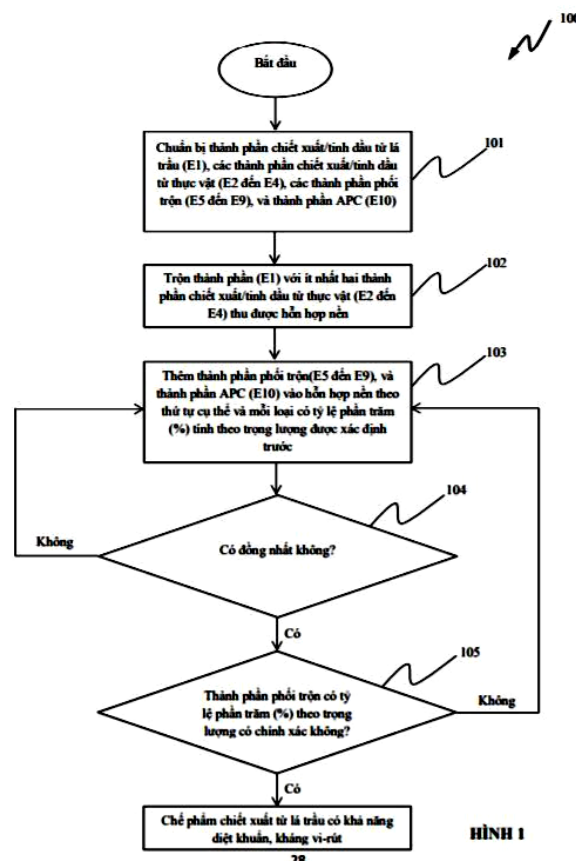 100
Bắt đầu
Chuẩn bị thành phần chiết xuất/tinh dầu từ lá
trầu (E1), các thành phần chiết xuất/tinh dầu
từ thực vật (E2 đến E4), các thành phần phối
trộn (E5 đến E9), và thành phần APC (E10)
101
Trộn thành phần (E1) với ít nhất hai thành
phần chiết xuất/tinh dầu từ thực vật (E2 đến
E4) thu được hỗn hợp nền
102
Thêm thành phần phối trộn(E5 đến E9), và
thành phần APC (E10) vào hỗn hợp nền theo
thứ tự cụ thể và mỗi loại có tỷ lệ phần trăm
(%) tính theo trọng lượng được xác định
trước
103
104
Không
Có đồng nhất không?
Có
105
Thành phần phối trộn có tỷ
lệ phần trăm (%) theo trọng
lượng có chính xác không?
Không
Có
Chế phẩm chiết xuất từ lá trầu có khả năng
diệt khuẩn, kháng vi-rút
HÌNH 1
28